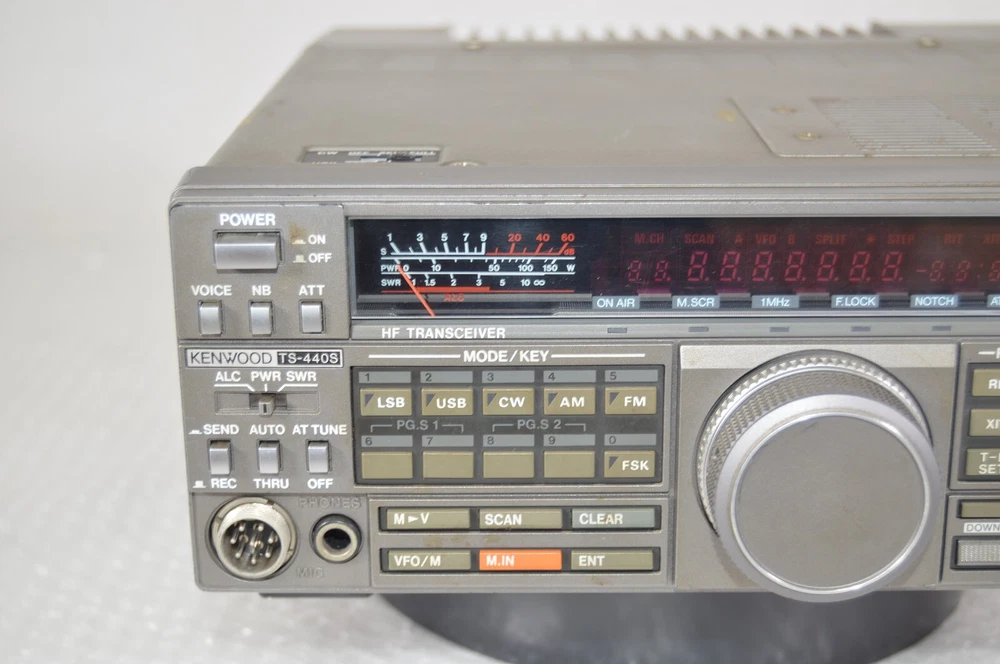 POWER
ON
OFF
VOICE NB ATT
KENWOOD TS-440S
ALC PWR SWR
SEND AUTO AT TUNE
REC THRU OFF
PHONES
MIC
1 3 5 7 9 20 40 60
S dB
PWR 0 10 50 100 150 W
SWR 1 1.5 2 3 5 10 ∞
ALC
M.CH SCAN A VFO B SPLIT * STEP RIT
ON AIR M.SCR 1MHz F.LOCK NOTCH
HF TRANSCEIVER
MODE/KEY
1 2 3 4 5
LSB USB CW AM FM
PG.S 1 PG.S 2
6 7 8 9 0
FSK
M►V SCAN CLEAR
VFO/M M.IN ENT
DOWN